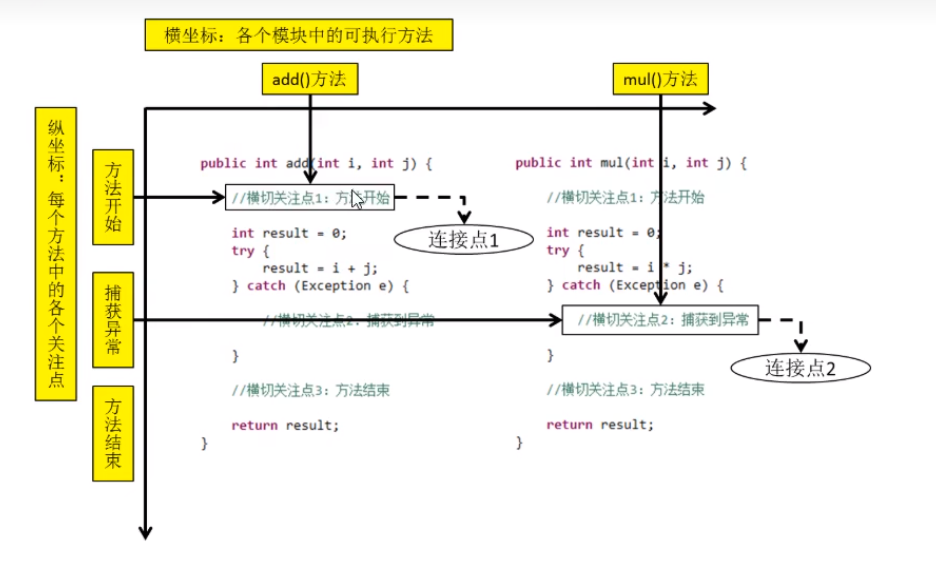 横坐标：各个模块中的可执行方法
add()方法
mul()方法
纵坐标：每个方法中的各个关注点
方法开始
捕获异常
方法结束
public int add(int i, int j) {
//横切关注点1：方法开始
连接点1
int result = 0;
try {
result = i + j;
} catch (Exception e) {
//横切关注点2：捕获到异常
}
//横切关注点3：方法结束
return result;
}
public int mul(int i, int j) {
//横切关注点1：方法开始
int result = 0;
try {
result = i * j;
} catch (Exception e) {
//横切关注点2：捕获到异常
连接点2
}
//横切关注点3：方法结束
return result;
}